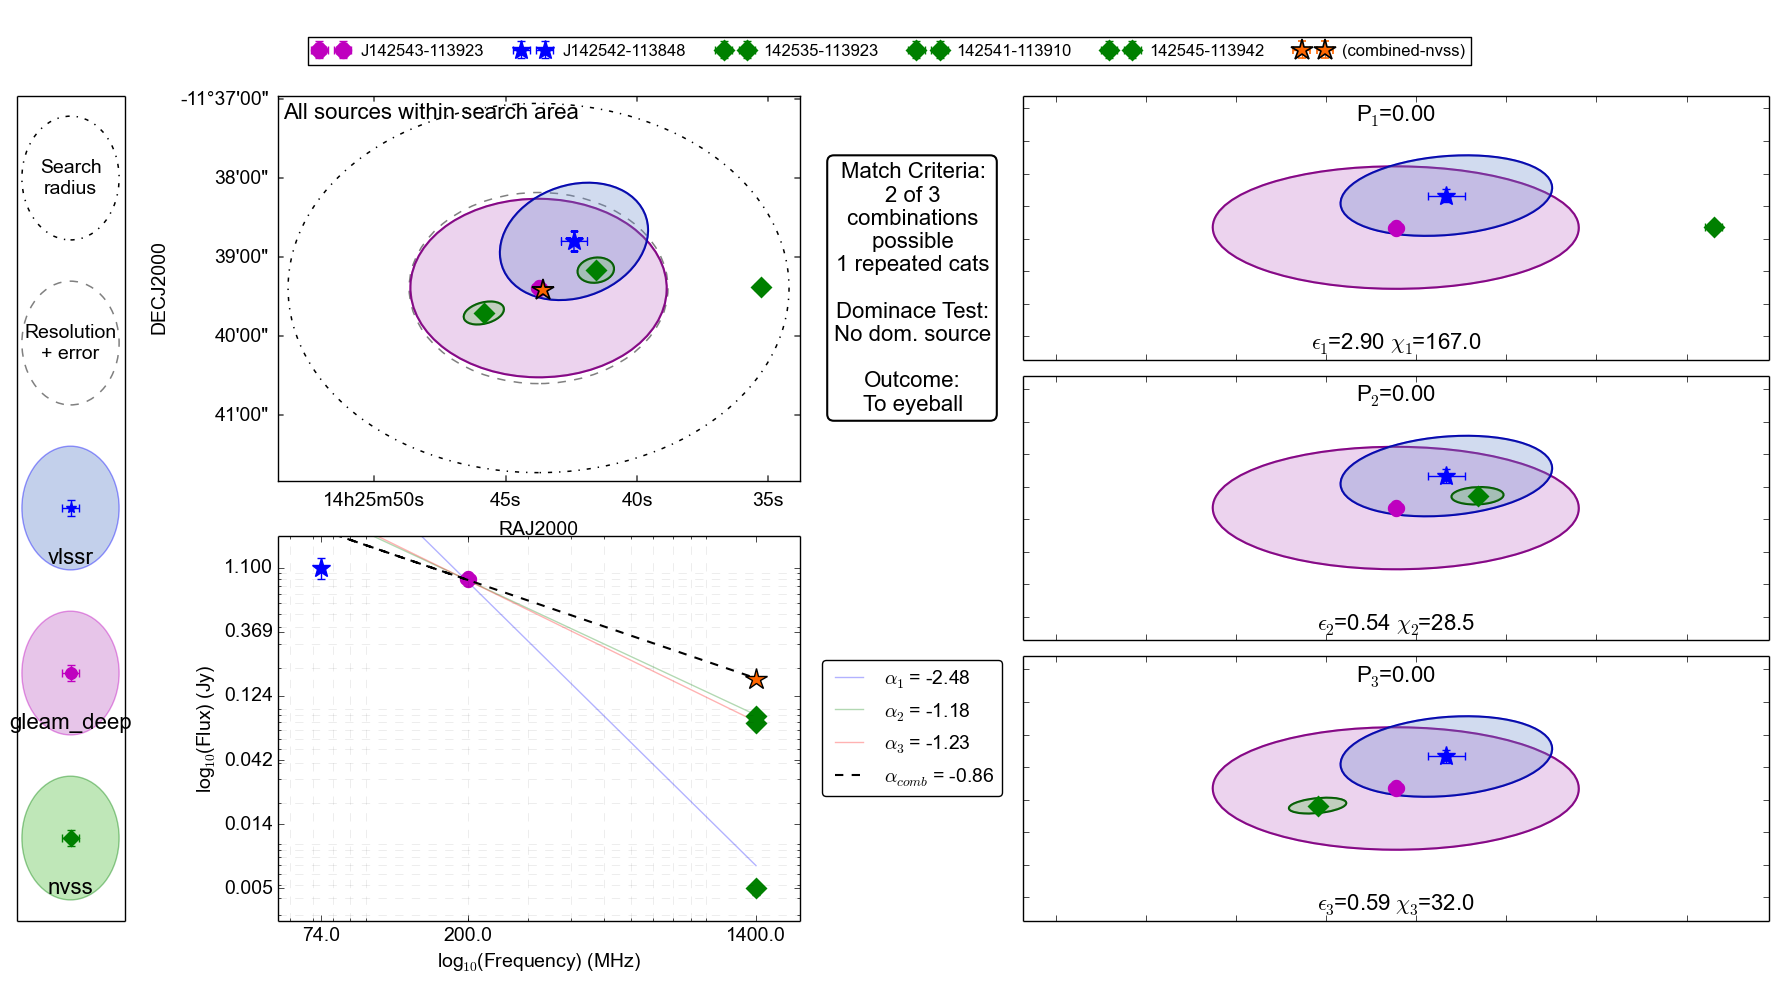 J142543-113923 J142542-113848 142535-113923 142541-113910 142545-113942 (combined-nvss)
Search
radius
Resolution
+ error
vlssr
gleam_deep
nvss
All sources within search area
DECJ2000
-11°37'00"
38'00"
39'00"
40'00"
41'00"
14h25m50s 45s 40s 35s
RAJ2000
Match Criteria:
2 of 3
combinations
possible
1 repeated cats
Dominace Test:
No dom. source
Outcome:
To eyeball
log₁₀(Flux) (Jy)
1.100
0.369
0.124
0.042
0.014
0.005
74.0 200.0 1400.0
log₁₀(Frequency) (MHz)
α₁ = -2.48
α₂ = -1.18
α₃ = -1.23
α_comb = -0.86
P₁=0.00
ϵ₁=2.90 χ₁=167.0
P₂=0.00
ϵ₂=0.54 χ₂=28.5
P₃=0.00
ϵ₃=0.59 χ₃=32.0